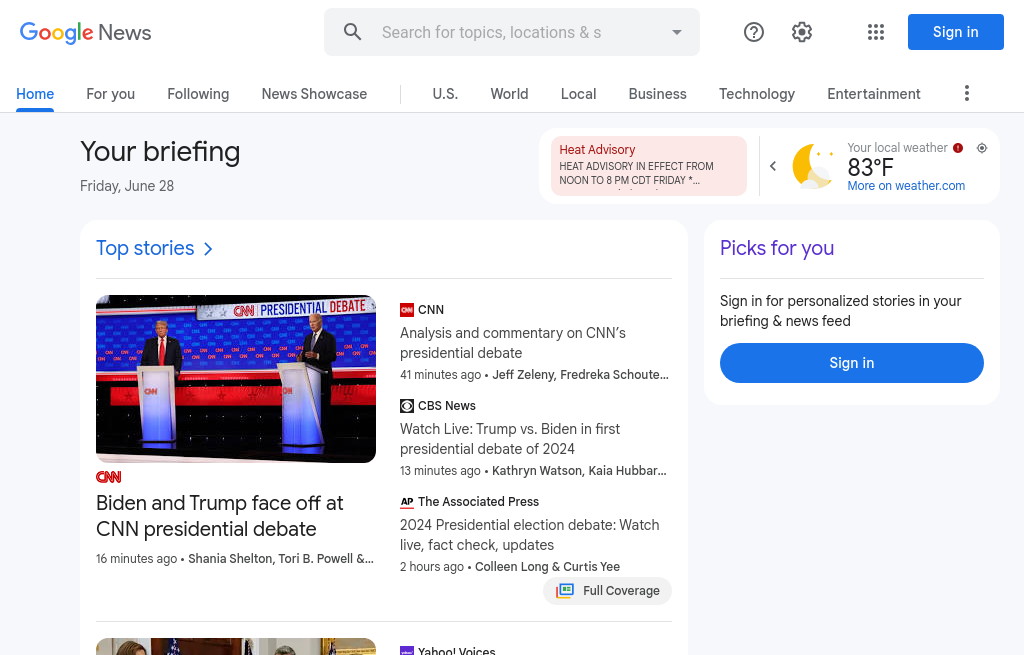 Google News
Search for topics, locations & s
Sign in
Home
For you
Following
News Showcase
U.S.
World
Local
Business
Technology
Entertainment
Your briefing
Friday, June 28
Heat Advisory
HEAT ADVISORY IN EFFECT FROM
NOON TO 8 PM CDT FRIDAY *...
Your local weather
83°F
More on weather.com
Top stories
CNN PRESIDENTIAL DEBATE
CNN
CNN
CNN
Biden and Trump face off at
CNN presidential debate
16 minutes ago • Shania Shelton, Tori B. Powell &…
CNN
CNN
Analysis and commentary on CNN’s
presidential debate
41 minutes ago • Jeff Zeleny, Fredreka Schoute…
CBS News
Watch Live: Trump vs. Biden in first
presidential debate of 2024
13 minutes ago • Kathryn Watson, Kaia Hubbar…
AP The Associated Press
2024 Presidential election debate: Watch
live, fact check, updates
2 hours ago • Colleen Long & Curtis Yee
Full Coverage
Yahoo! Voices
Picks for you
Sign in for personalized stories in your
briefing & news feed
Sign in